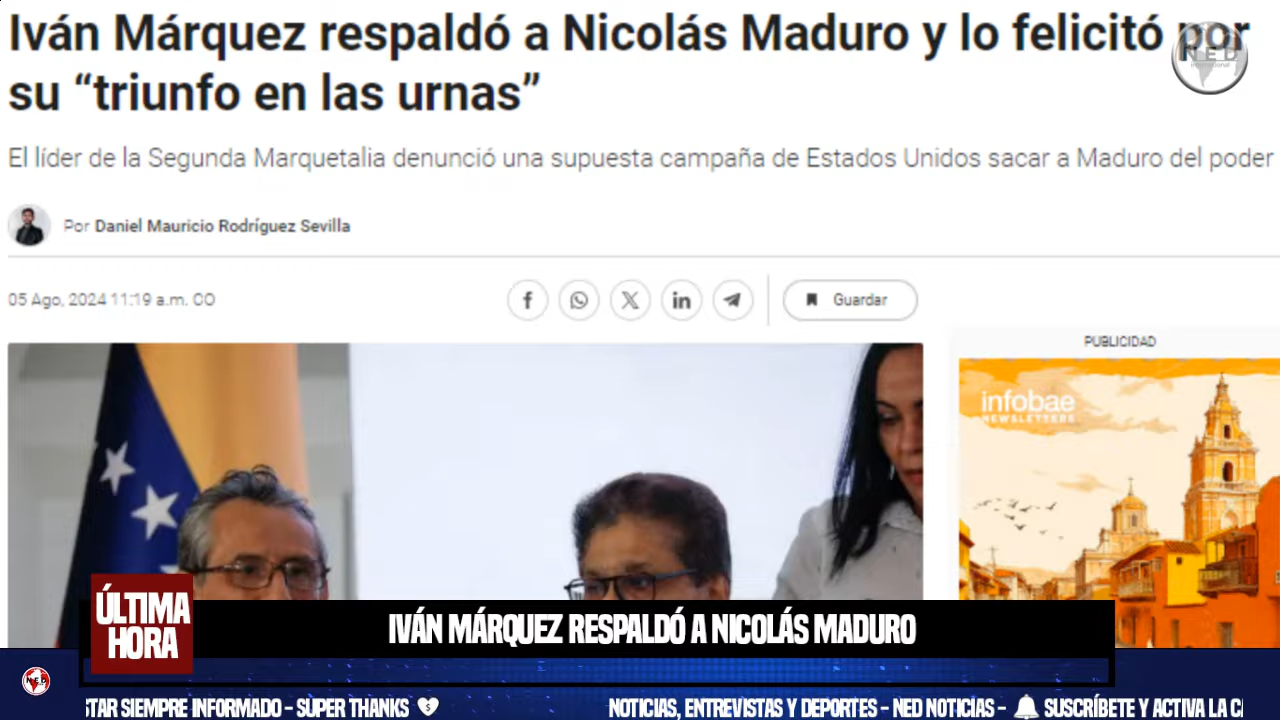 Iván Márquez respaldó a Nicolás Maduro y lo felicitó por
su “triunfo en las urnas”
NED
International
El líder de la Segunda Marquetalia denunció una supuesta campaña de Estados Unidos sacar a Maduro del poder
Por Daniel Mauricio Rodríguez Sevilla
05 Ago, 2024 11:19 a.m. CO
Guardar
PUBLICIDAD
infobae
NEWSLETTERS
ÚLTIMA
HORA
IVÁN MÁRQUEZ RESPALDÓ A NICOLÁS MADURO
NED
STAR SIEMPRE INFORMADO - SUPER THANKS
NOTICIAS, ENTREVISTAS Y DEPORTES - NED NOTICIAS -
SUSCRÍBETE Y ACTIVA LA C